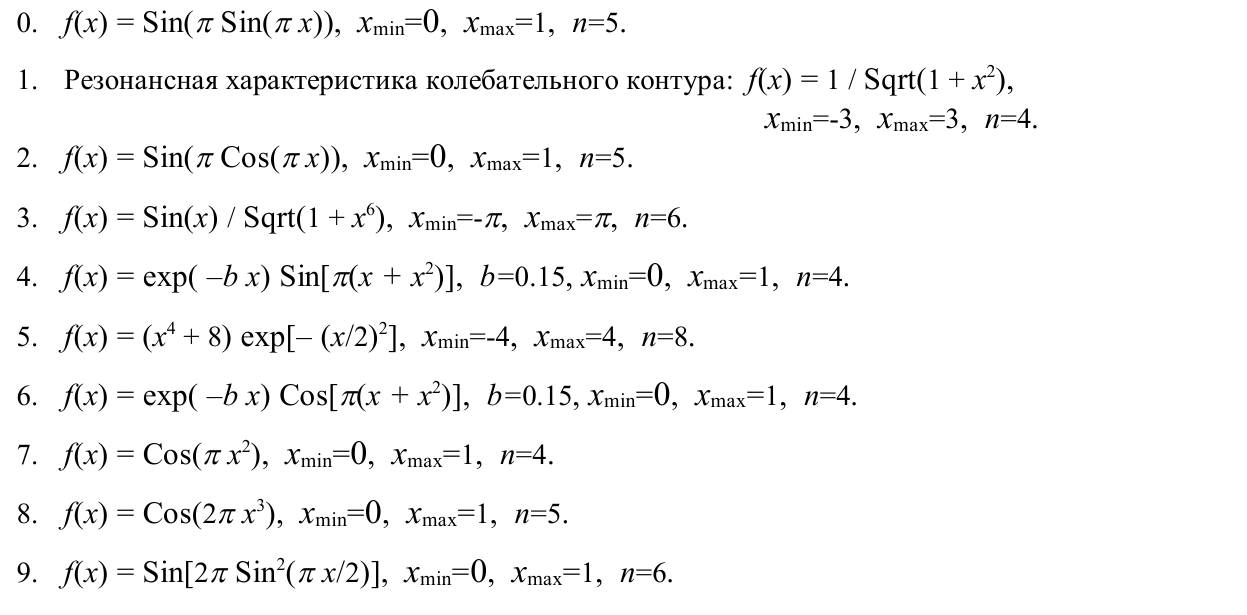 0. f(x) = Sin(π Sin(π x)), xmin=0, xmax=1, n=5.
1. Резонансная характеристика колебательного контура: f(x) = 1 / Sqrt(1 + x²),
xmin=-3, xmax=3, n=4.
2. f(x) = Sin(π Cos(π x)), xmin=0, xmax=1, n=5.
3. f(x) = Sin(x) / Sqrt(1 + x⁶), xmin=-π, xmax=π, n=6.
4. f(x) = exp( –b x) Sin[π(x + x²)], b=0.15, xmin=0, xmax=1, n=4.
5. f(x) = (x⁴ + 8) exp[– (x/2)²], xmin=-4, xmax=4, n=8.
6. f(x) = exp( –b x) Cos[π(x + x²)], b=0.15, xmin=0, xmax=1, n=4.
7. f(x) = Cos(π x²), xmin=0, xmax=1, n=4.
8. f(x) = Cos(2π x³), xmin=0, xmax=1, n=5.
9. f(x) = Sin[2π Sin²(π x/2)], xmin=0, xmax=1, n=6.